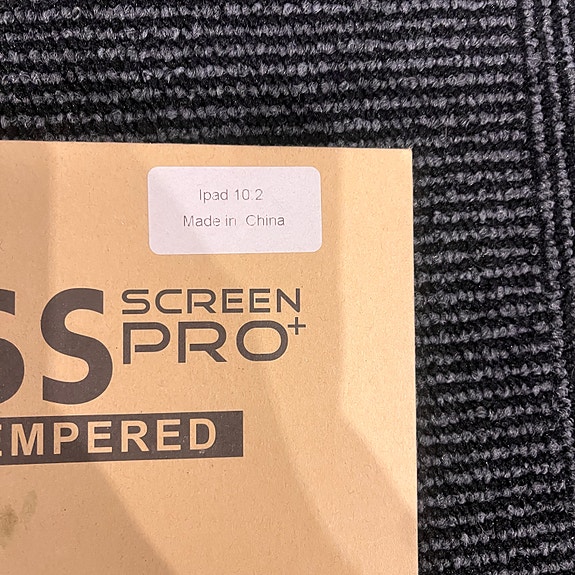 Ipad 10.2
Made in China
SS SCREEN
PRO+
EMPERED